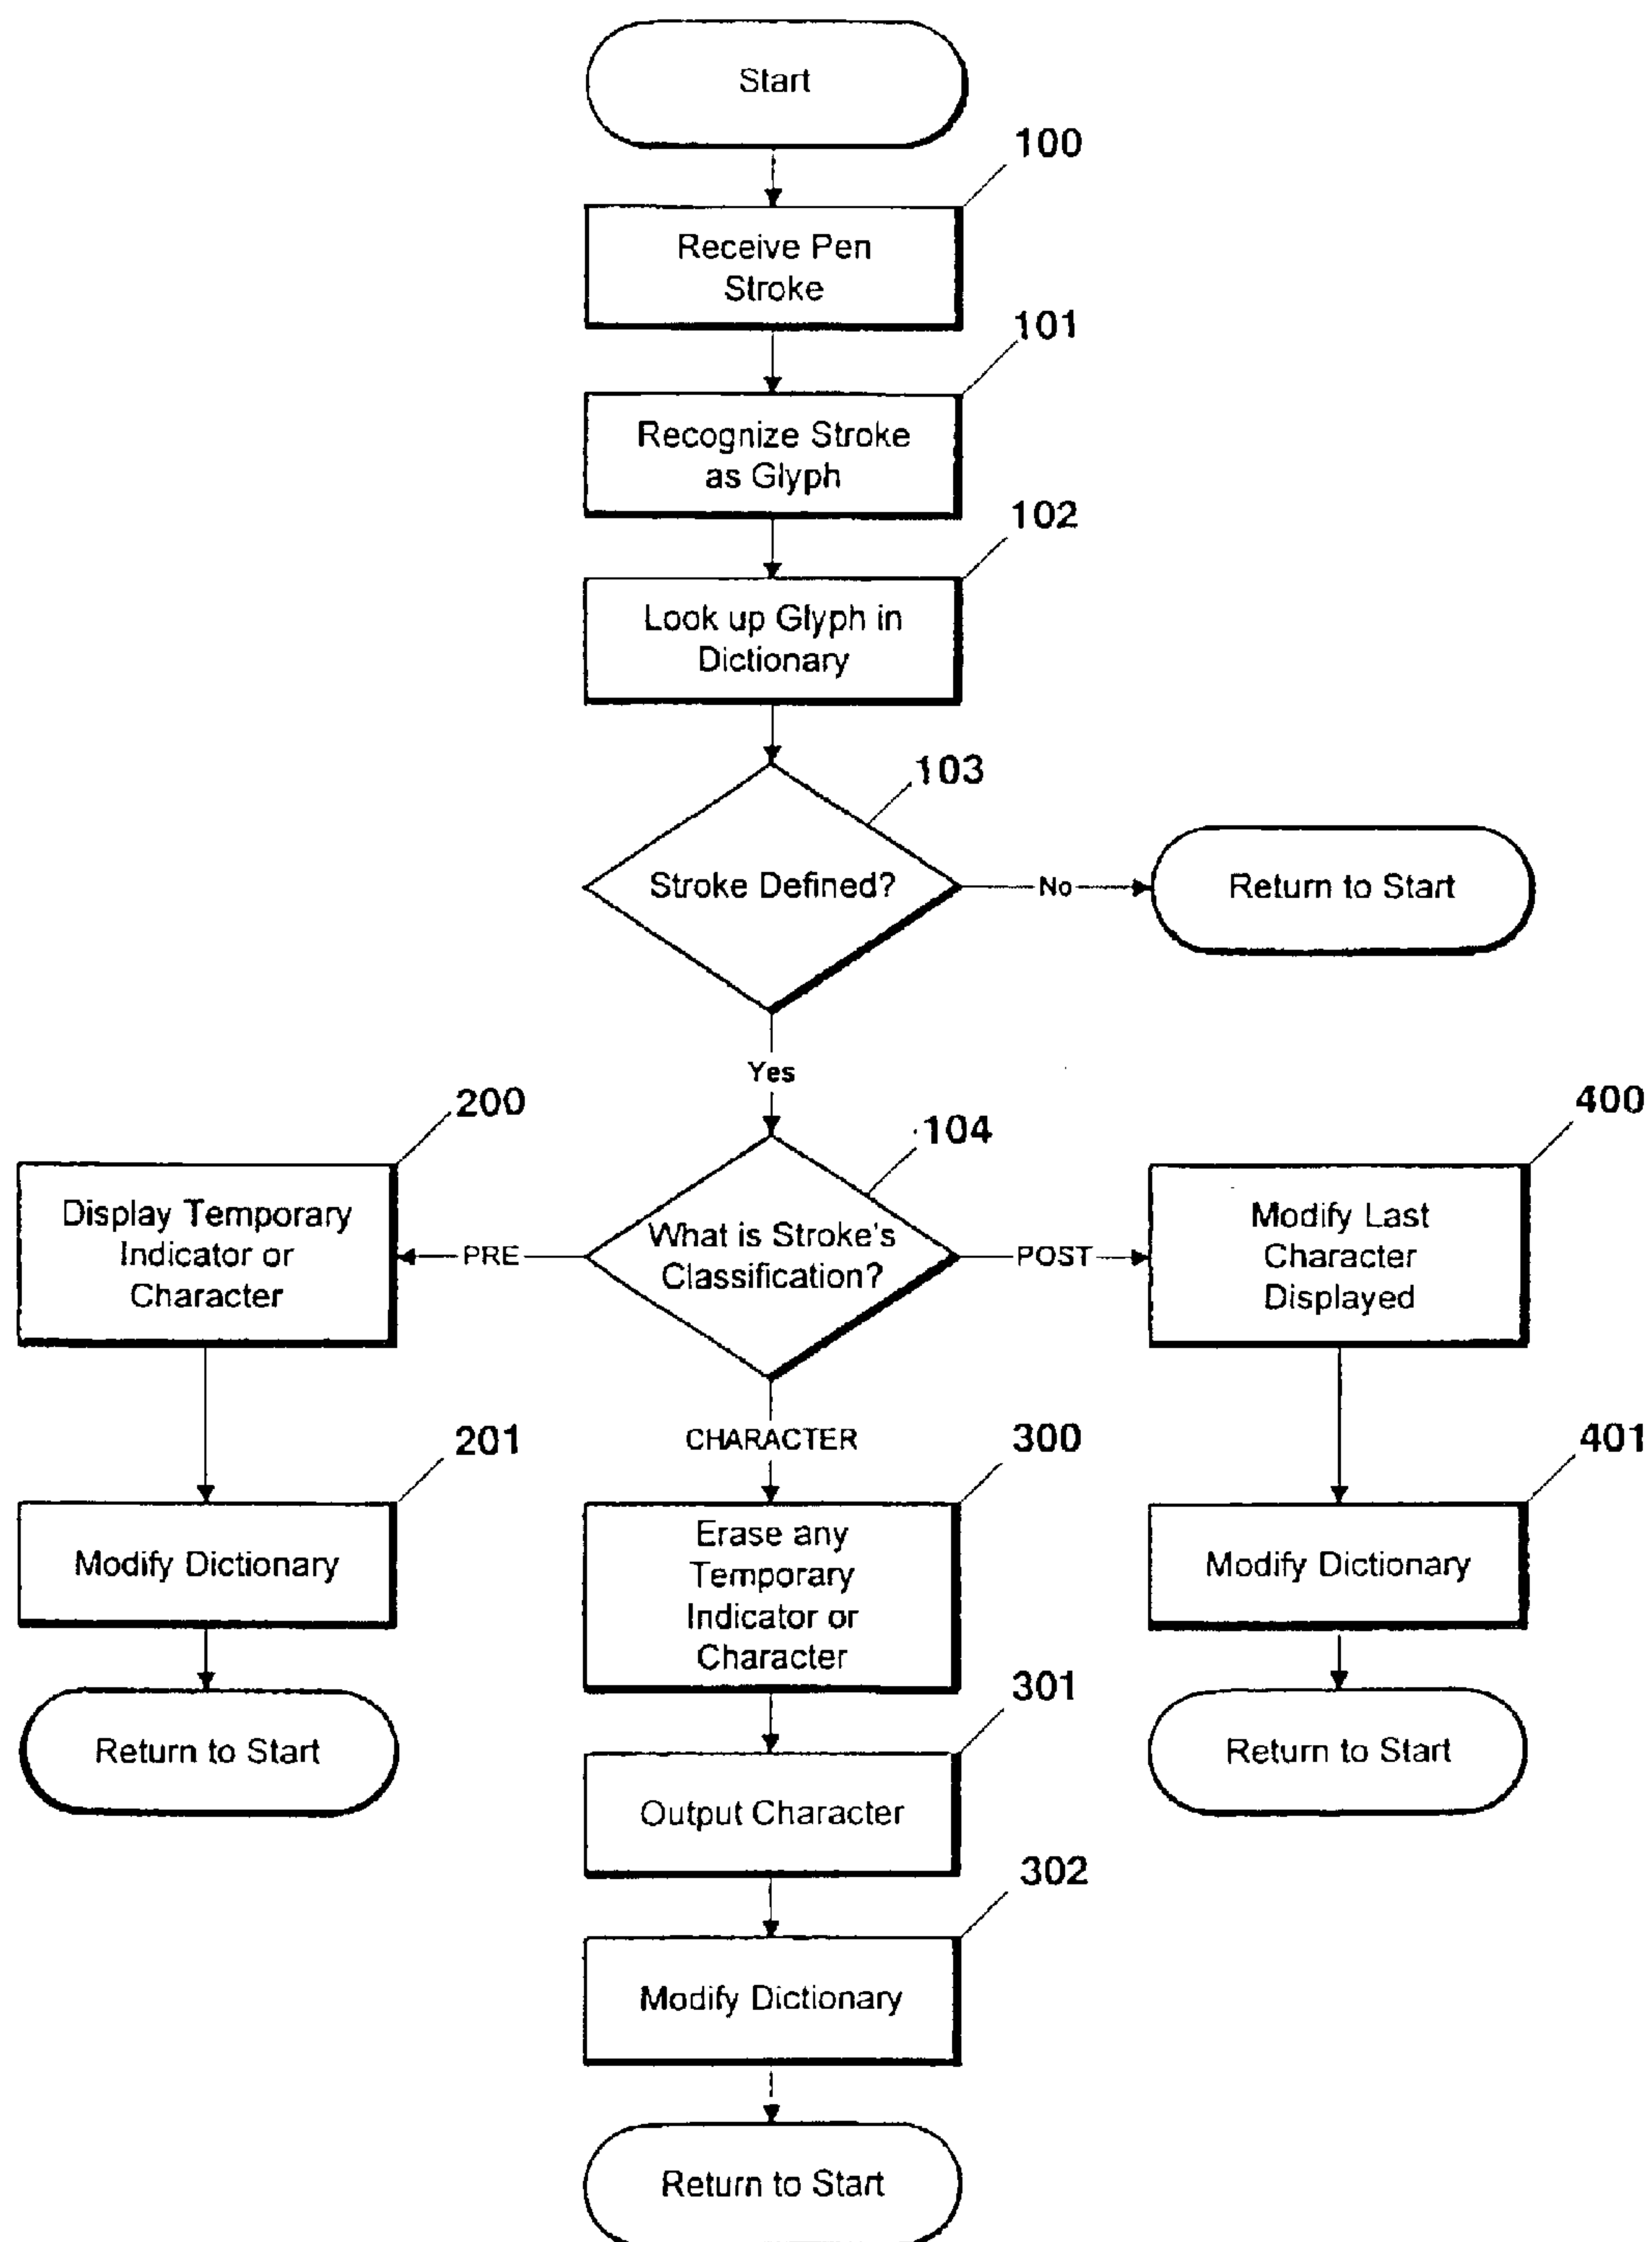 Start
100
Receive Pen
Stroke
101
Recognize Stroke
as Glyph
102
Look up Glyph in
Dictionary
103
Stroke Defined?
No
Return to Start
Yes
200
Display Temporary
Indicator or
Character
104
What is Stroke's
Classification?
PRE
POST
400
Modify Last
Character
Displayed
201
Modify Dictionary
Return to Start
CHARACTER
300
Erase any
Temporary
Indicator or
Character
401
Modify Dictionary
Return to Start
301
Output Character
302
Modify Dictionary
Return to Start